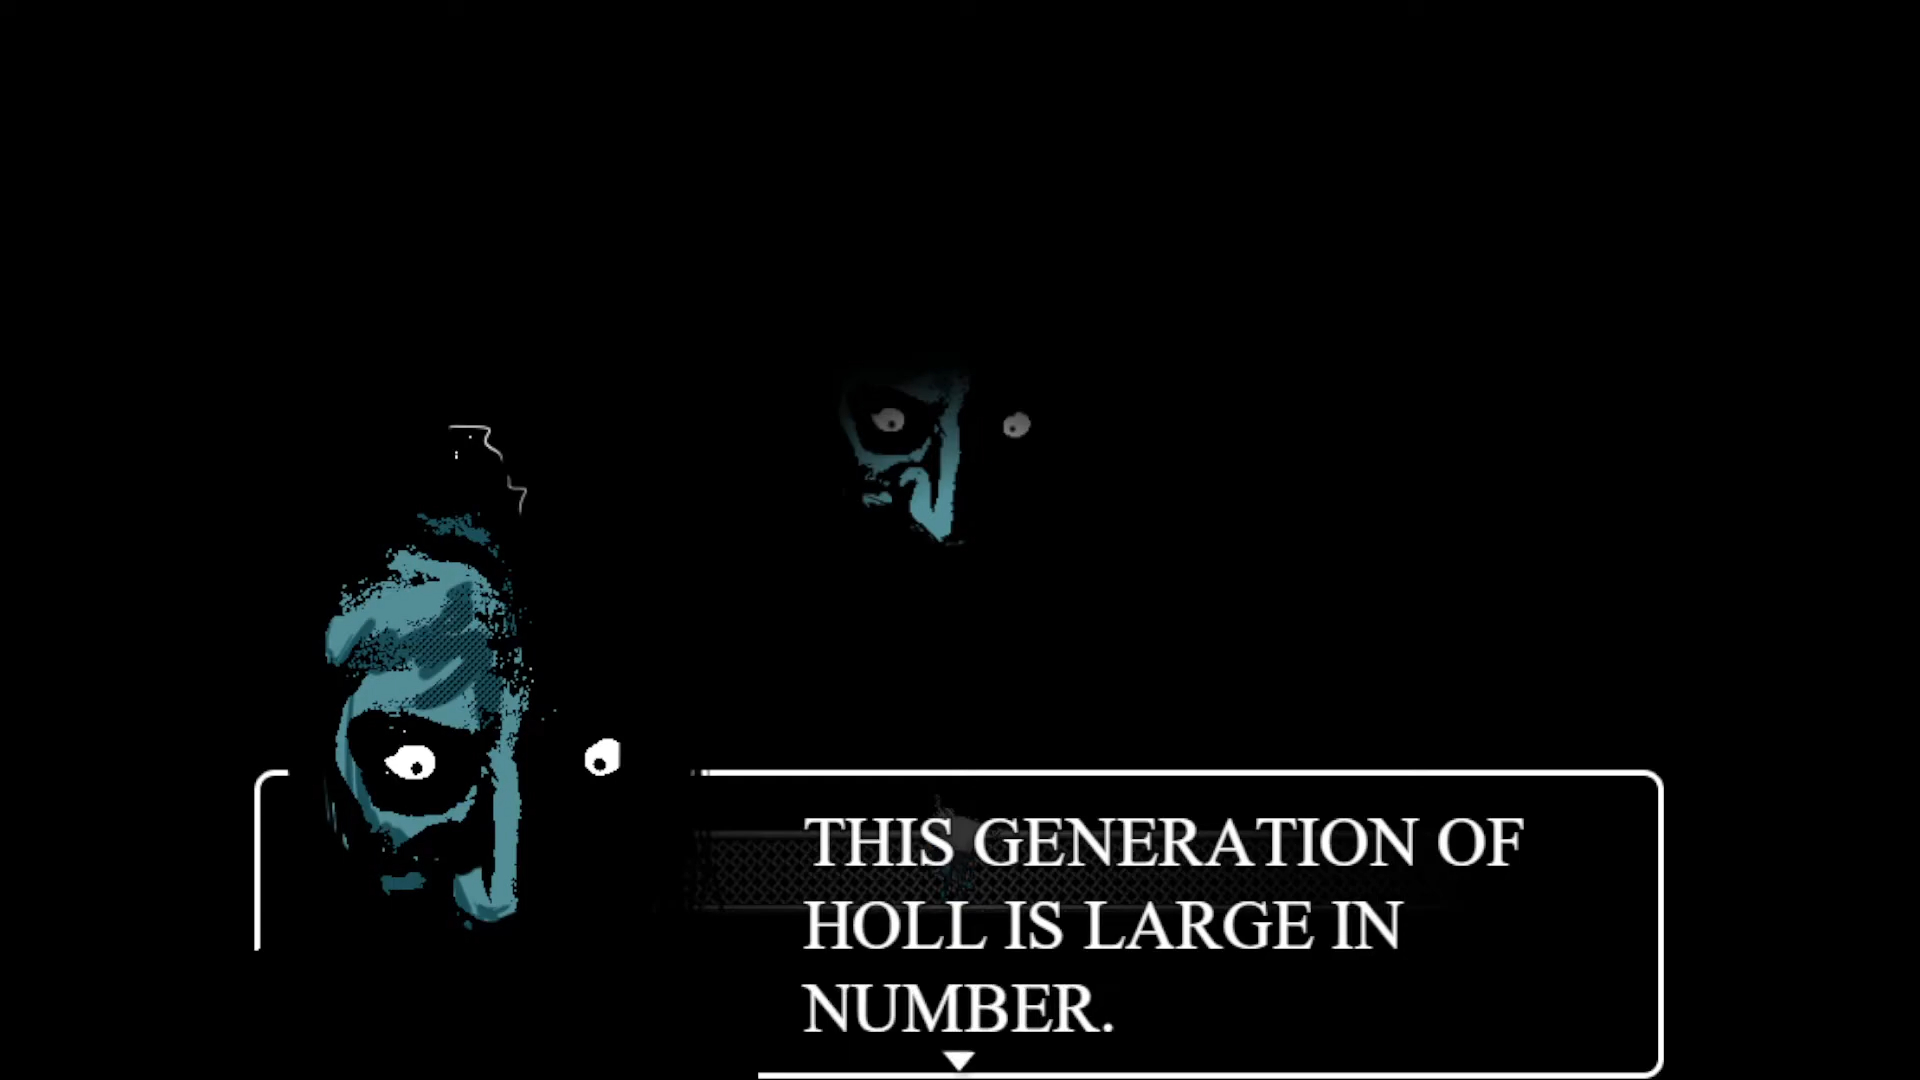 THIS GENERATION OF
HOLL IS LARGE IN
NUMBER.